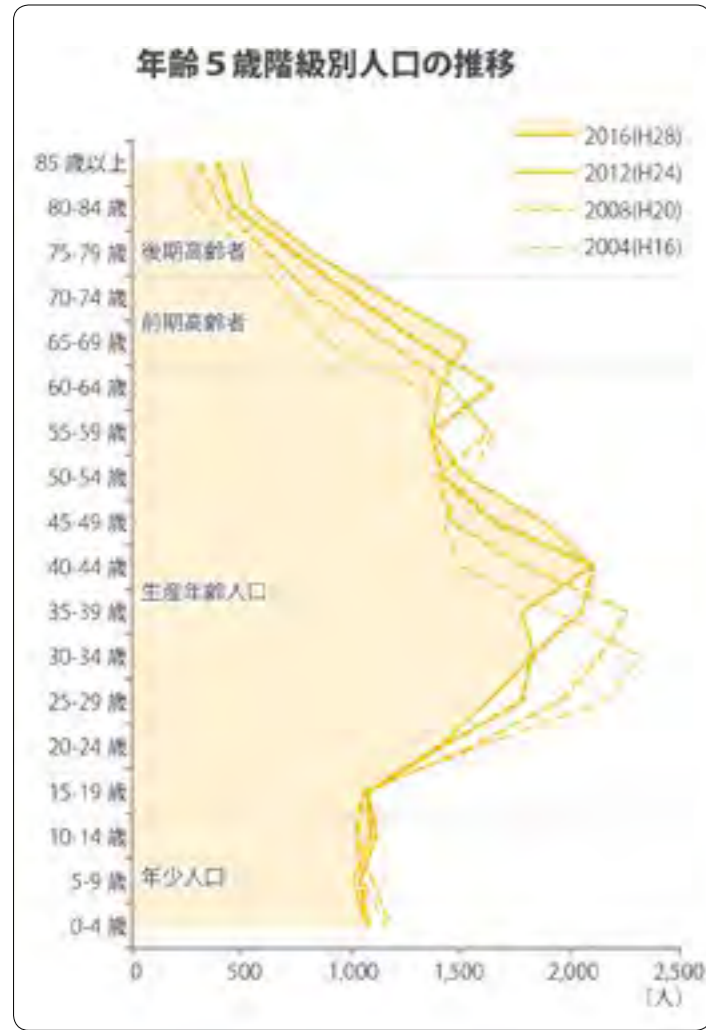 年齢5歳階級別人口の推移
2016(H28)
2012(H24)
2008(H20)
2004(H16)
85歳以上
80-84歳
75-79歳
後期高齢者
70-74歳
前期高齢者
65-69歳
60-64歳
55-59歳
50-54歳
45-49歳
40-44歳
生産年齢人口
35-39歳
30-34歳
25-29歳
20-24歳
15-19歳
10-14歳
年少人口
5-9歳
0-4歳
0 500 1,000 1,500 2,000 2,500
(人)